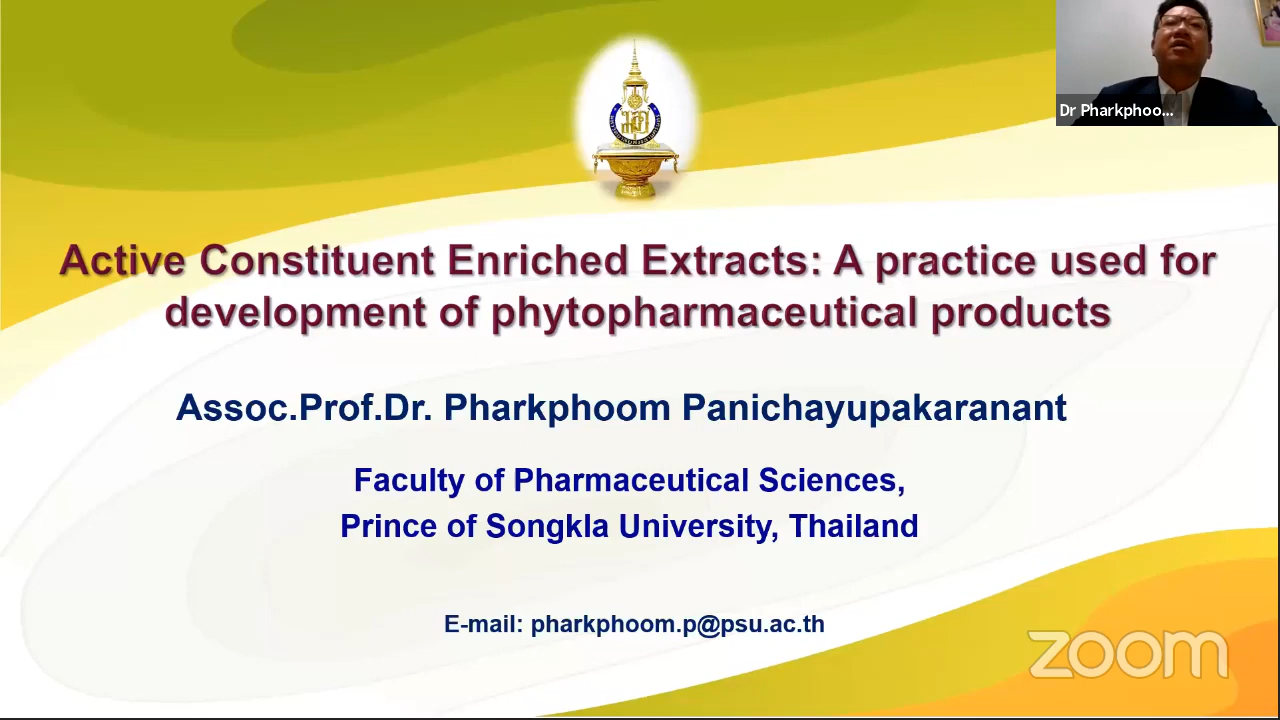 Dr Pharkphoo...
Active Constituent Enriched Extracts: A practice used for
development of phytopharmaceutical products
Assoc.Prof.Dr. Pharkphoom Panichayupakaranant
Faculty of Pharmaceutical Sciences,
Prince of Songkla University, Thailand
E-mail: pharkphoom.p@psu.ac.th
zoom